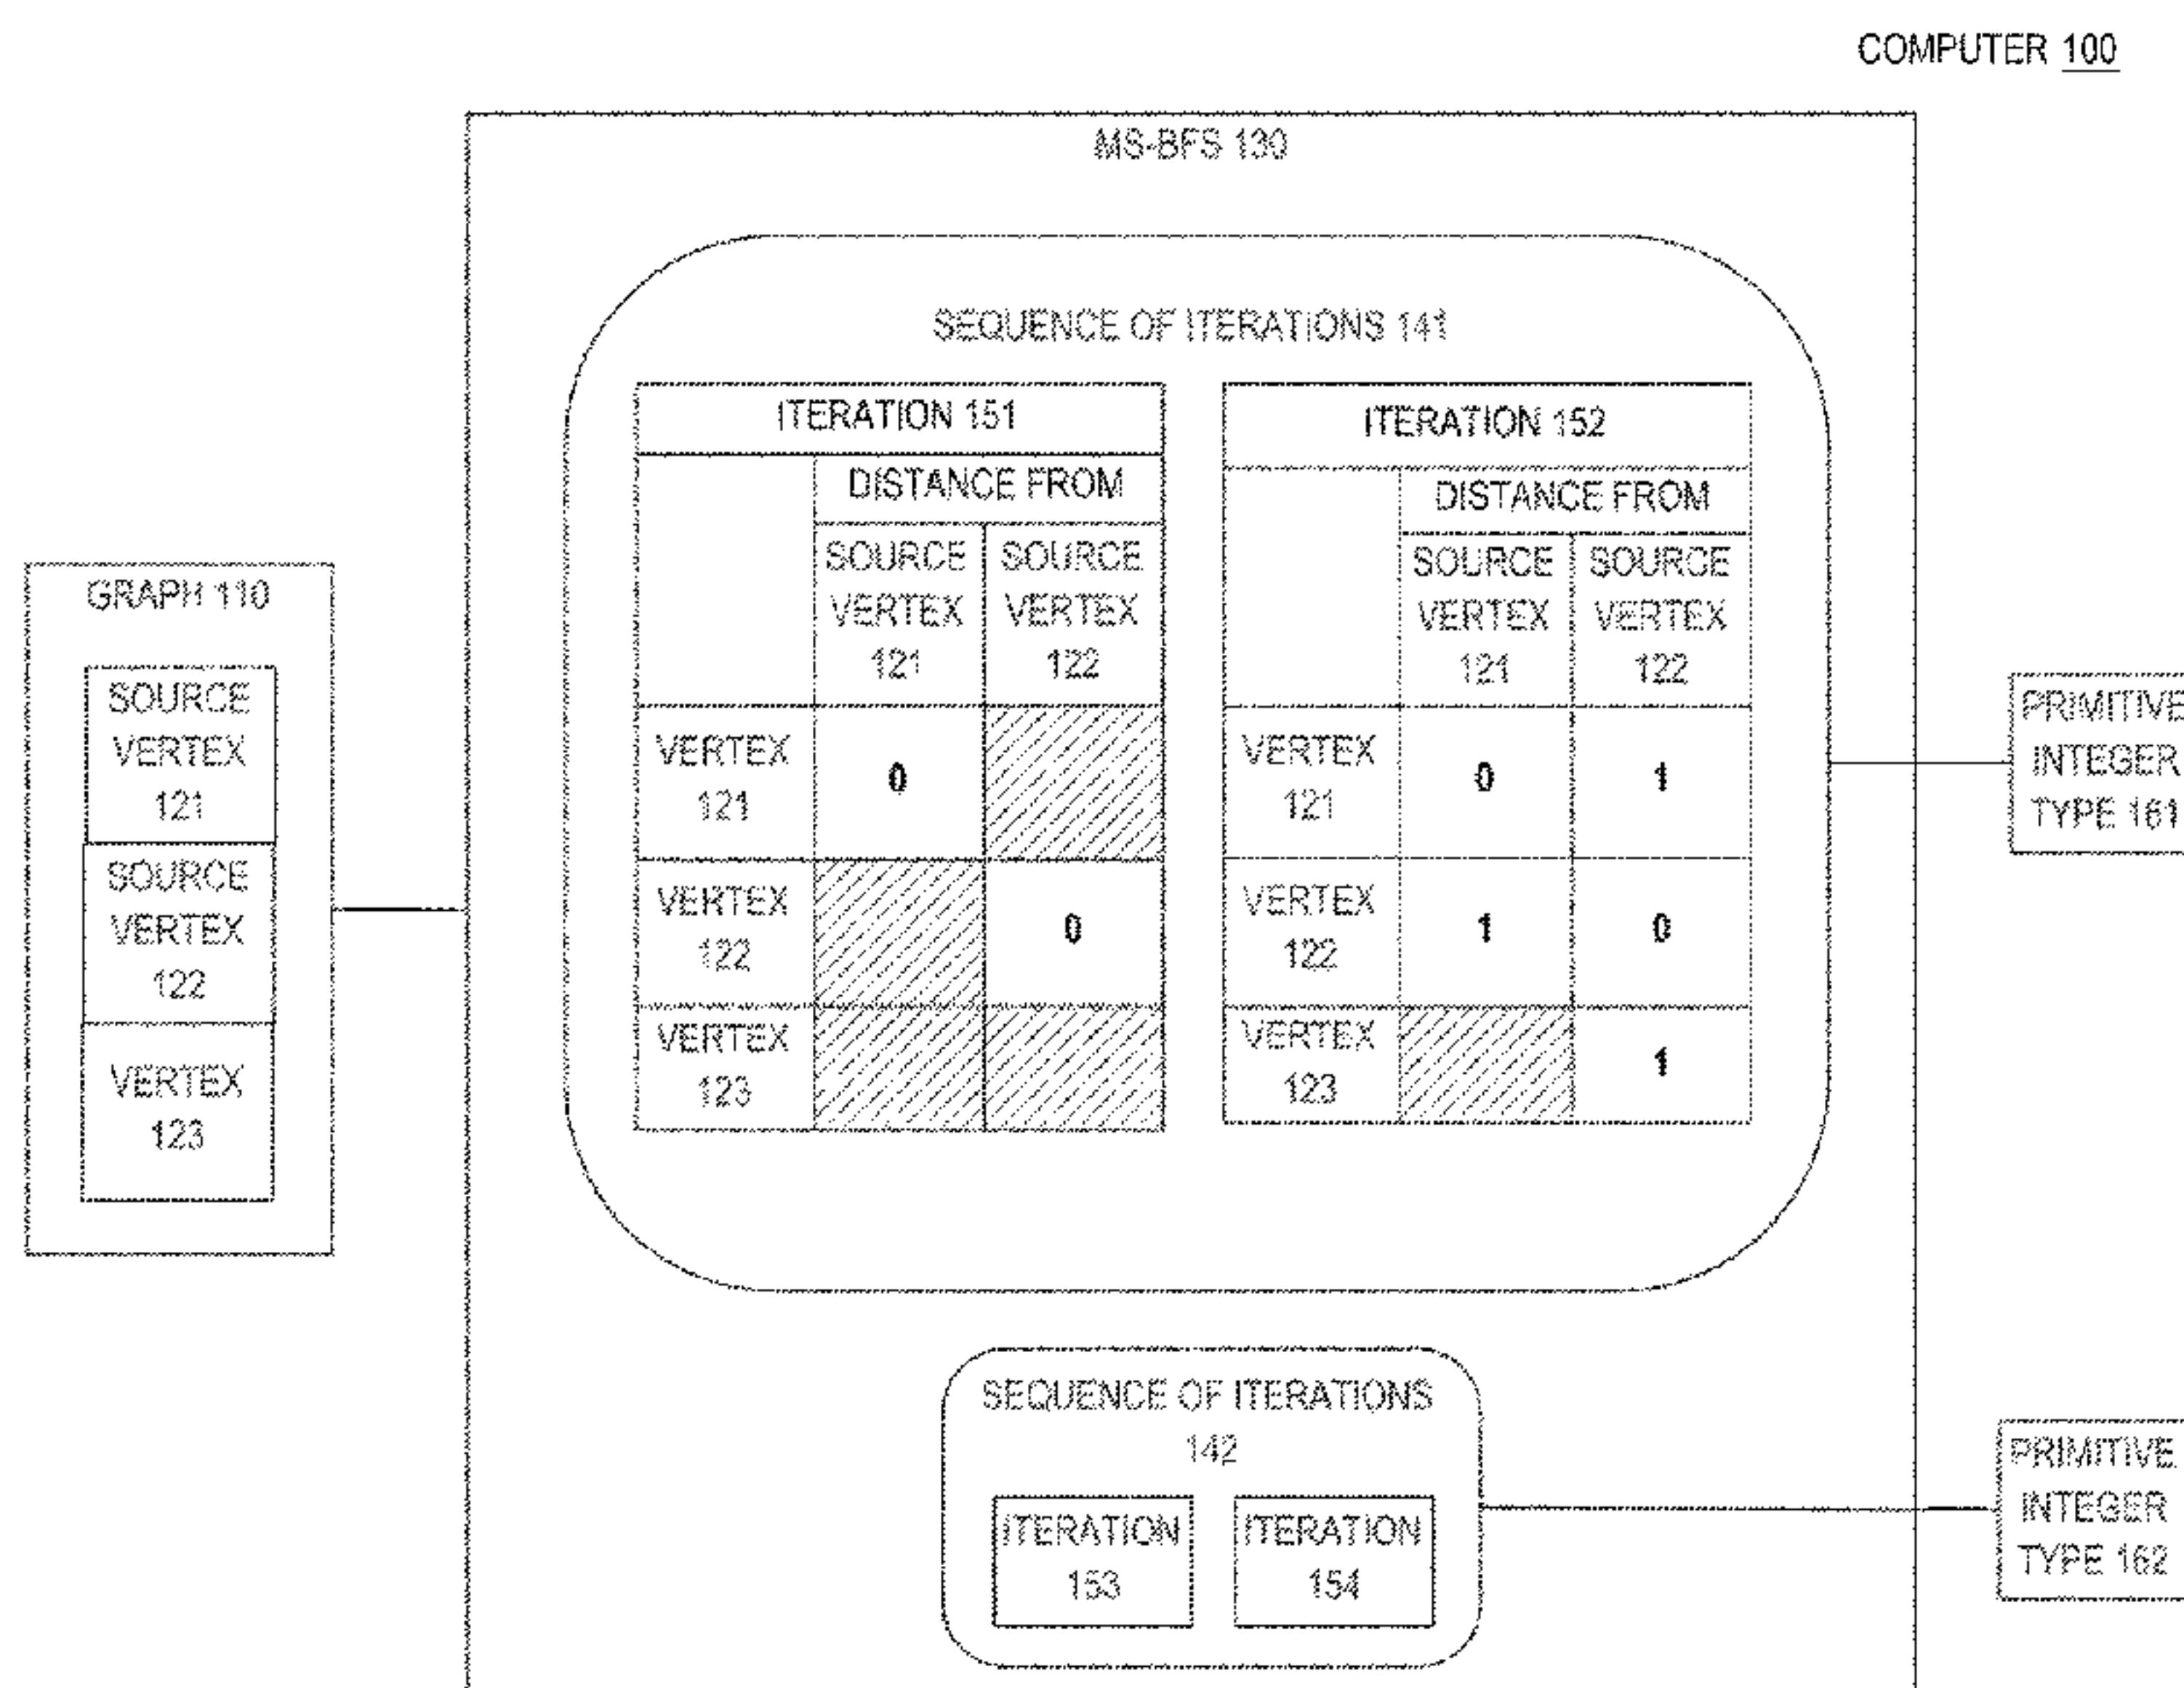 COMPUTER 100
MS-BFS 130
SEQUENCE OF ITERATIONS 141
ITERATION 151
DISTANCE FROM
SOURCE
VERTEX
121
SOURCE
VERTEX
122
VERTEX
121
0
VERTEX
122
0
VERTEX
123
ITERATION 152
DISTANCE FROM
SOURCE
VERTEX
121
SOURCE
VERTEX
122
VERTEX
121
0
1
VERTEX
122
1
0
VERTEX
123
1
GRAPH 110
SOURCE
VERTEX
121
SOURCE
VERTEX
122
VERTEX
123
PRIMITIVE
INTEGER
TYPE 161
SEQUENCE OF ITERATIONS
142
ITERATION
153
ITERATION
154
PRIMITIVE
INTEGER
TYPE 162